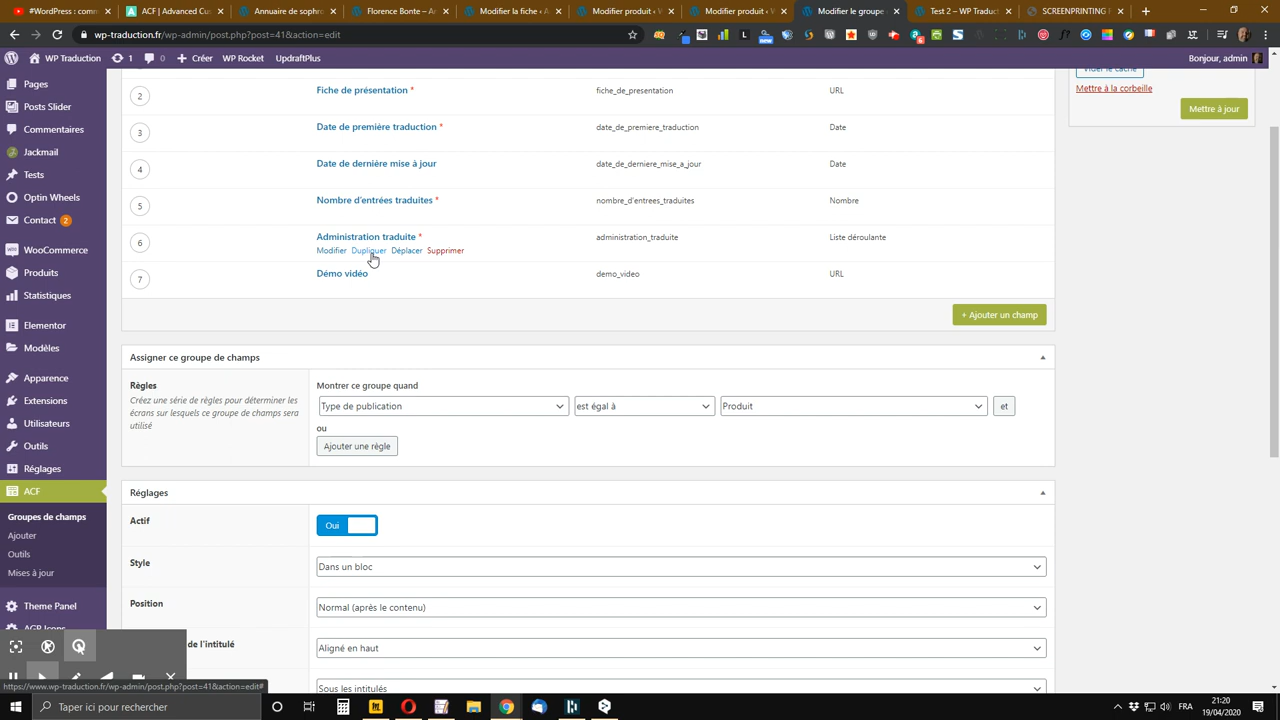 #WordPress
ACF | Advanced Cu
Annuaire de sophro
Florence Bonte – A
Modifier la fiche ‹ A
Modifier produit ‹ W
Modifier produit ‹ W
Modifier le groupe
Test 2 – WP Traduct
SCREENPRINTING F
wp-traduction.fr/wp-admin/post.php?post=41&action=edit
WP Traduction 1 0 Créer WP Rocket UpdraftPlus
Bonjour, admin
Pages
Posts Slider
Commentaires
Jackmail
Tests
Optin Wheels
Contact 2
WooCommerce
Produits
Statistiques
Elementor
Modèles
Apparence
Extensions
Utilisateurs
Outils
Réglages
ACF
Groupes de champs
Ajouter
Outils
Mises à jour
Theme Panel
AGP Icons
2 Fiche de présentation * fiche_de_presentation URL
3 Date de première traduction * date_de_premiere_traduction Date
4 Date de dernière mise à jour date_de_derniere_mise_a_jour Date
5 Nombre d'entrées traduites * nombre_d'entrees_traduites Nombre
6 Administration traduite * administration_traduite Liste déroulante
Modifier Dupliquer Déplacer Supprimer
7 Démo vidéo demo_video URL
+ Ajouter un champ
Vider le cache
Mettre à la corbeille
Mettre à jour
Assigner ce groupe de champs
Règles
Créez une série de règles pour déterminer les
écrans sur lesquels ce groupe de champs sera
utilisé
Montrer ce groupe quand
Type de publication est égal à Produit et
ou
Ajouter une règle
Réglages
Actif Oui
Style Dans un bloc
Position Normal (après le contenu)
de l'intitulé Aligné en haut
Sous les intitulés
https://www.wp-traduction.fr/wp-admin/post.php?post=41&action=edit#
Taper ici pour rechercher
FRA
21:20
19/04/2020